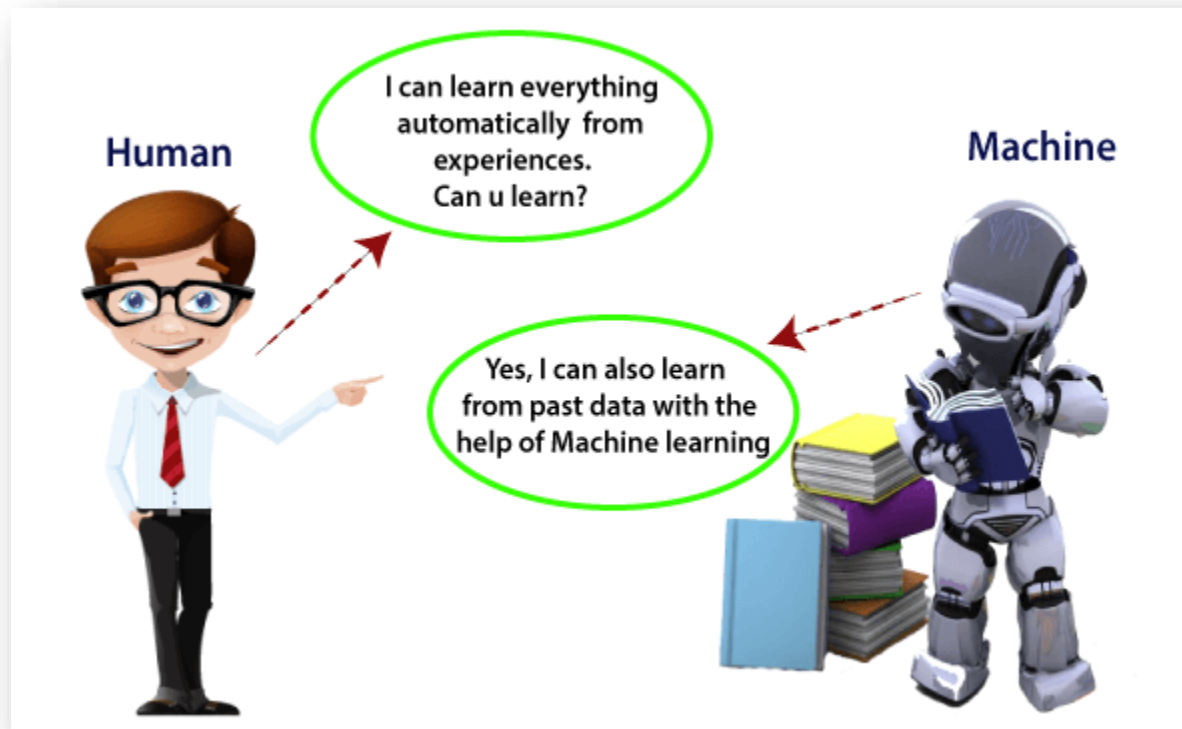 Human
I can learn everything
automatically from
experiences.
Can u learn?
Machine
Yes, I can also learn
from past data with the
help of Machine learning